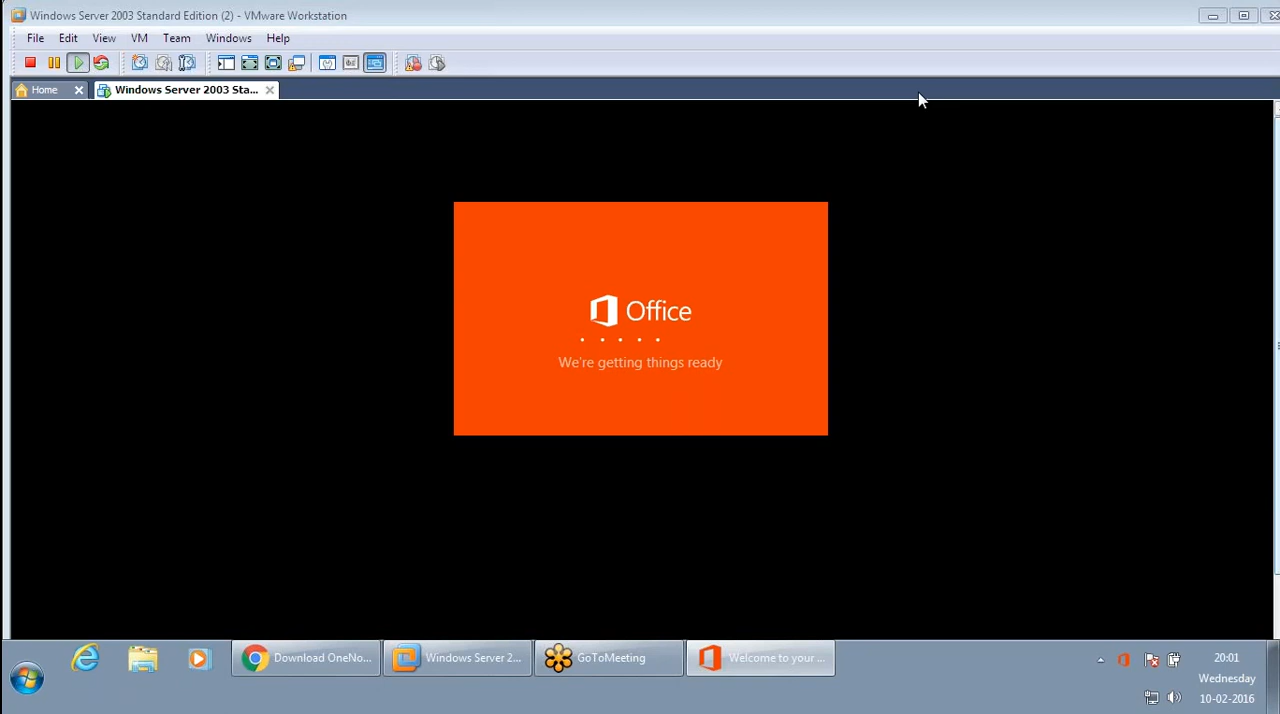 Windows Server 2003 Standard Edition (2) - VMware Workstation
File Edit View VM Team Windows Help
Home Windows Server 2003 Sta...
Office
We're getting things ready
Download OneNo... Windows Server 2... GoToMeeting Welcome to your ...
20:01
Wednesday
10-02-2016